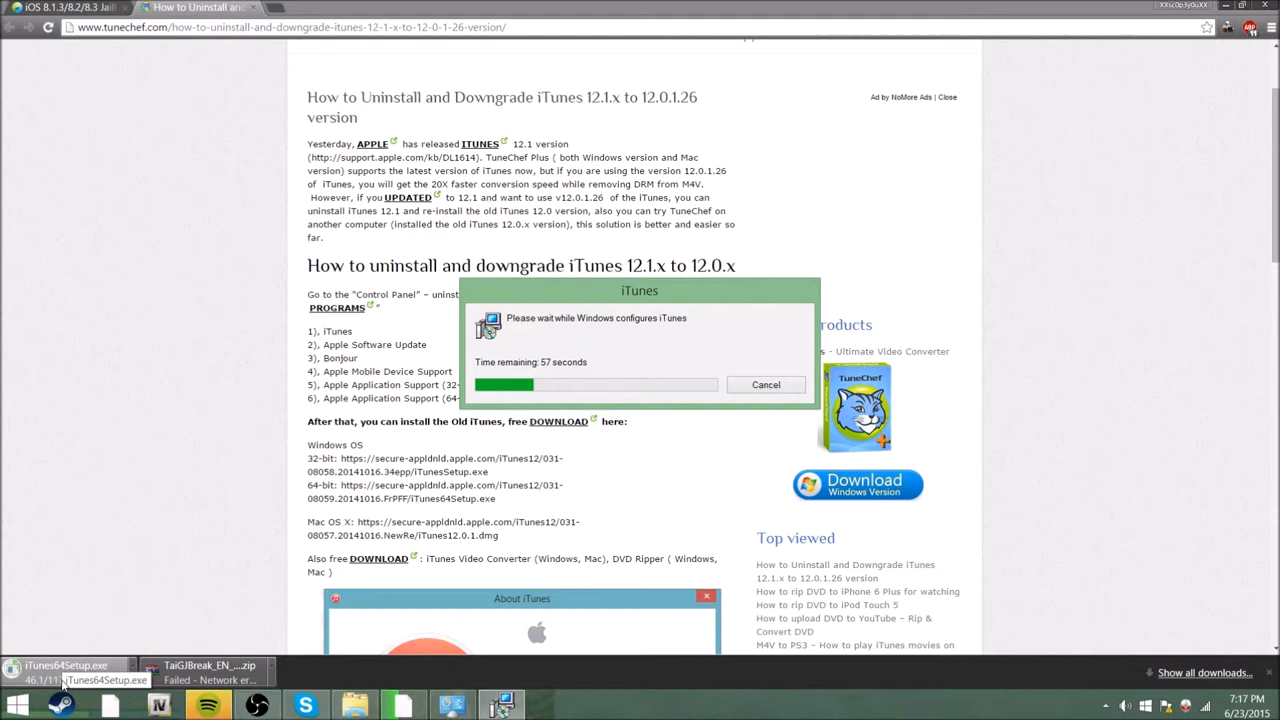 iOS 8.1.3/8.2/8.3 Jail
How to Uninstall and
XXsc0p3y0uXX
www.tunechef.com/how-to-uninstall-and-downgrade-itunes-12-1-x-to-12-0-1-26-version/
How to Uninstall and Downgrade iTunes 12.1.x to 12.0.1.26
version
Ad by NoMore Ads | Close
Yesterday, APPLE has released ITUNES 12.1 version
(http://support.apple.com/kb/DL1614). TuneChef Plus ( both Windows version and Mac
version) supports the latest version of iTunes now, but if you are using the version 12.0.1.26
of iTunes, you will get the 20X faster conversion speed while removing DRM from M4V.
However, if you UPDATED to 12.1 and want to use v12.0.1.26 of the iTunes, you can
uninstall iTunes 12.1 and re-install the old iTunes 12.0 version, also you can try TuneChef on
another computer (installed the old iTunes 12.0.x version), this solution is better and easier so
far.
How to uninstall and downgrade iTunes 12.1.x to 12.0.x
Go to the “Control Panel” – uninst
PROGRAMS ”
1), iTunes
2), Apple Software Update
3), Bonjour
4), Apple Mobile Device Support
5), Apple Application Support (32-
6), Apple Application Support (64-
iTunes
Please wait while Windows configures iTunes
Time remaining: 57 seconds
Cancel
After that, you can install the Old iTunes, free DOWNLOAD here:
Windows OS
32-bit: https://secure-appldnld.apple.com/iTunes12/031-
08058.20141016.34epp/iTunesSetup.exe
64-bit: https://secure-appldnld.apple.com/iTunes12/031-
08059.20141016.FrPFF/iTunes64Setup.exe
Mac OS X: https://secure-appldnld.apple.com/iTunes12/031-
08057.20141016.NewRe/iTunes12.0.1.dmg
Also free DOWNLOAD : iTunes Video Converter (Windows, Mac), DVD Ripper ( Windows,
Mac )
About iTunes
roducts
s - Ultimate Video Converter
TuneChef
Download
Windows Version
Top viewed
How to Uninstall and Downgrade iTunes
12.1.x to 12.0.1.26 version
How to rip DVD to iPhone 6 Plus for watching
How to rip DVD to iPod Touch 5
How to upload DVD to YouTube – Rip &
Convert DVD
M4V to PS3 – How to play iTunes movies on
iTunes64Setup.exe
46.1/11
iTunes64Setup.exe
TaiGJBreak_EN_....zip
Failed - Network er...
Show all downloads...
7:17 PM
6/23/2015